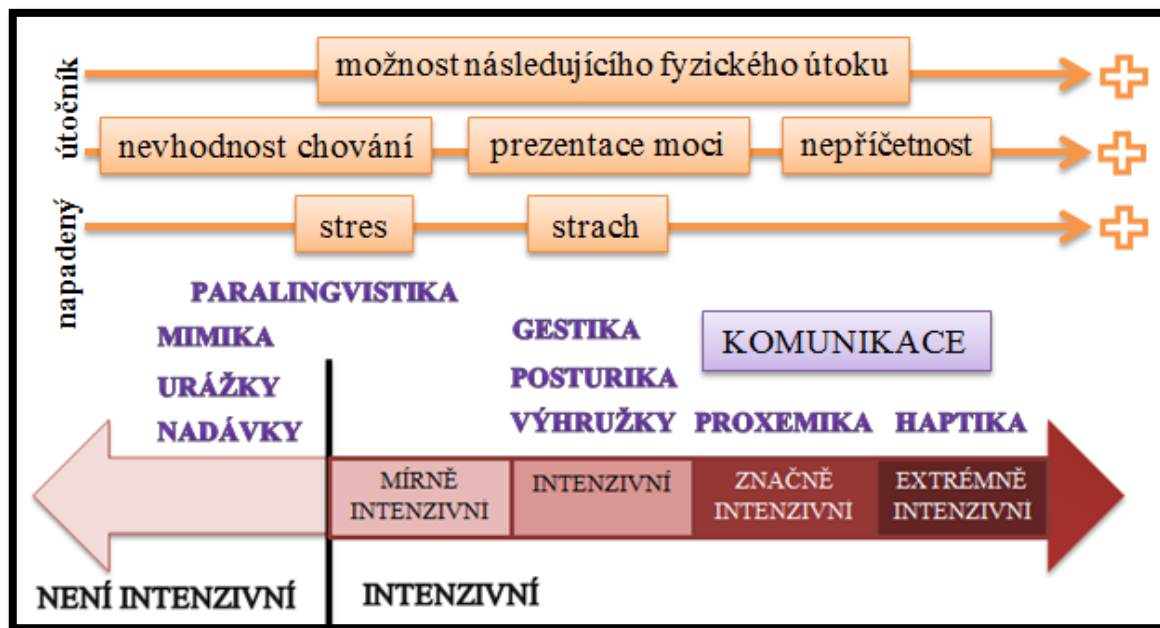 možnost následujícího fyzického útoku
útočník
nevhodnost chování
prezentace moci
nepříčetnost
napadený
stres
strach
PARALINGVISTIKA
MIMIKA
GESTIKA
KOMUNIKACE
URÁŽKY
POSTURIKA
NADÁVKY
VÝHRUŽKY
PROXEMIKA
HAPTIKA
MÍRNĚ
INTENZIVNÍ
INTENZIVNÍ
ZNAČNĚ
INTENZIVNÍ
EXTRÉMNĚ
INTENZIVNÍ
NENÍ INTENZIVNÍ
INTENZIVNÍ